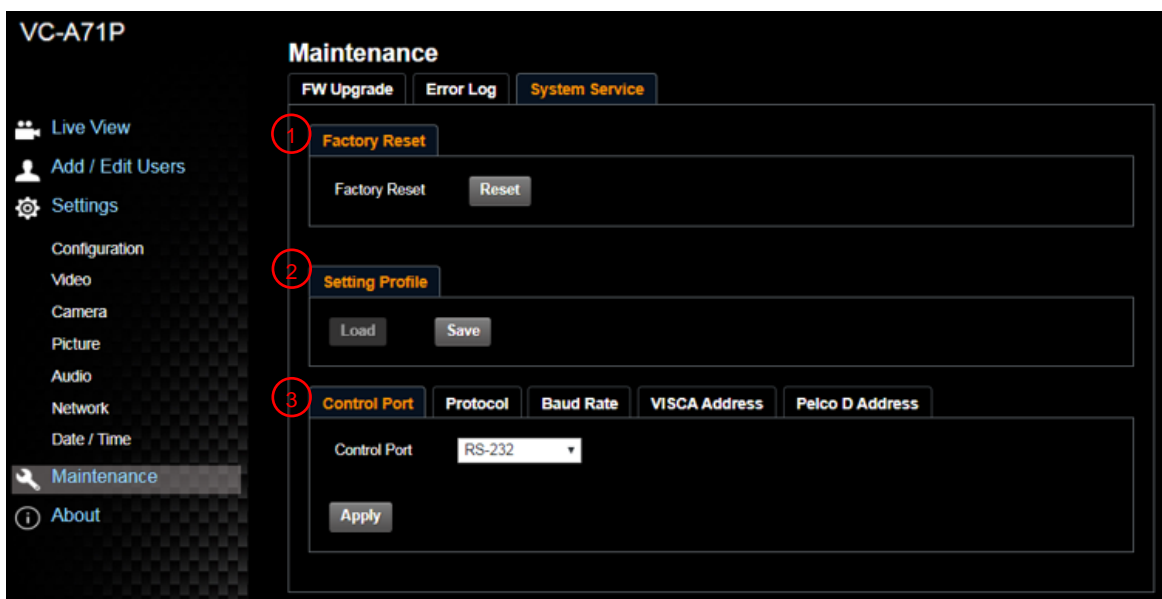 VC-A71P
Live View
Add / Edit Users
Settings
Configuration
Video
Camera
Picture
Audio
Network
Date / Time
Maintenance
About
Maintenance
FW Upgrade Error Log System Service
1 Factory Reset
Factory Reset Reset
2 Setting Profile
Load Save
3 Control Port Protocol Baud Rate VISCA Address Pelco D Address
Control Port RS-232
Apply